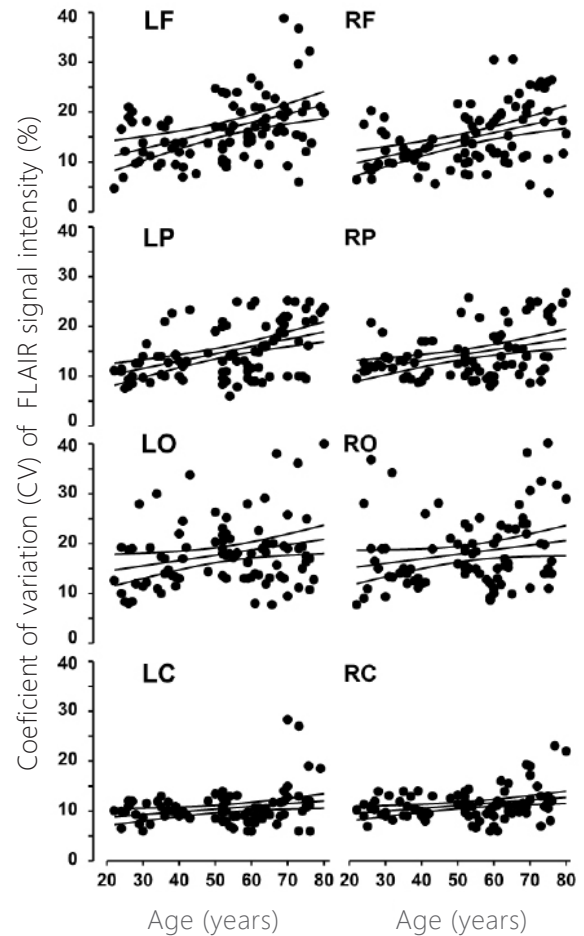 Coeficient of variation (CV) of FLAIR signal intensity (%)
LF
RF
40
30
20
10
0
LP
RP
40
30
20
10
0
LO
RO
40
30
20
10
0
LC
RC
40
30
20
10
0
20 30 40 50 60 70 80 20 30 40 50 60 70 80
Age (years) Age (years)